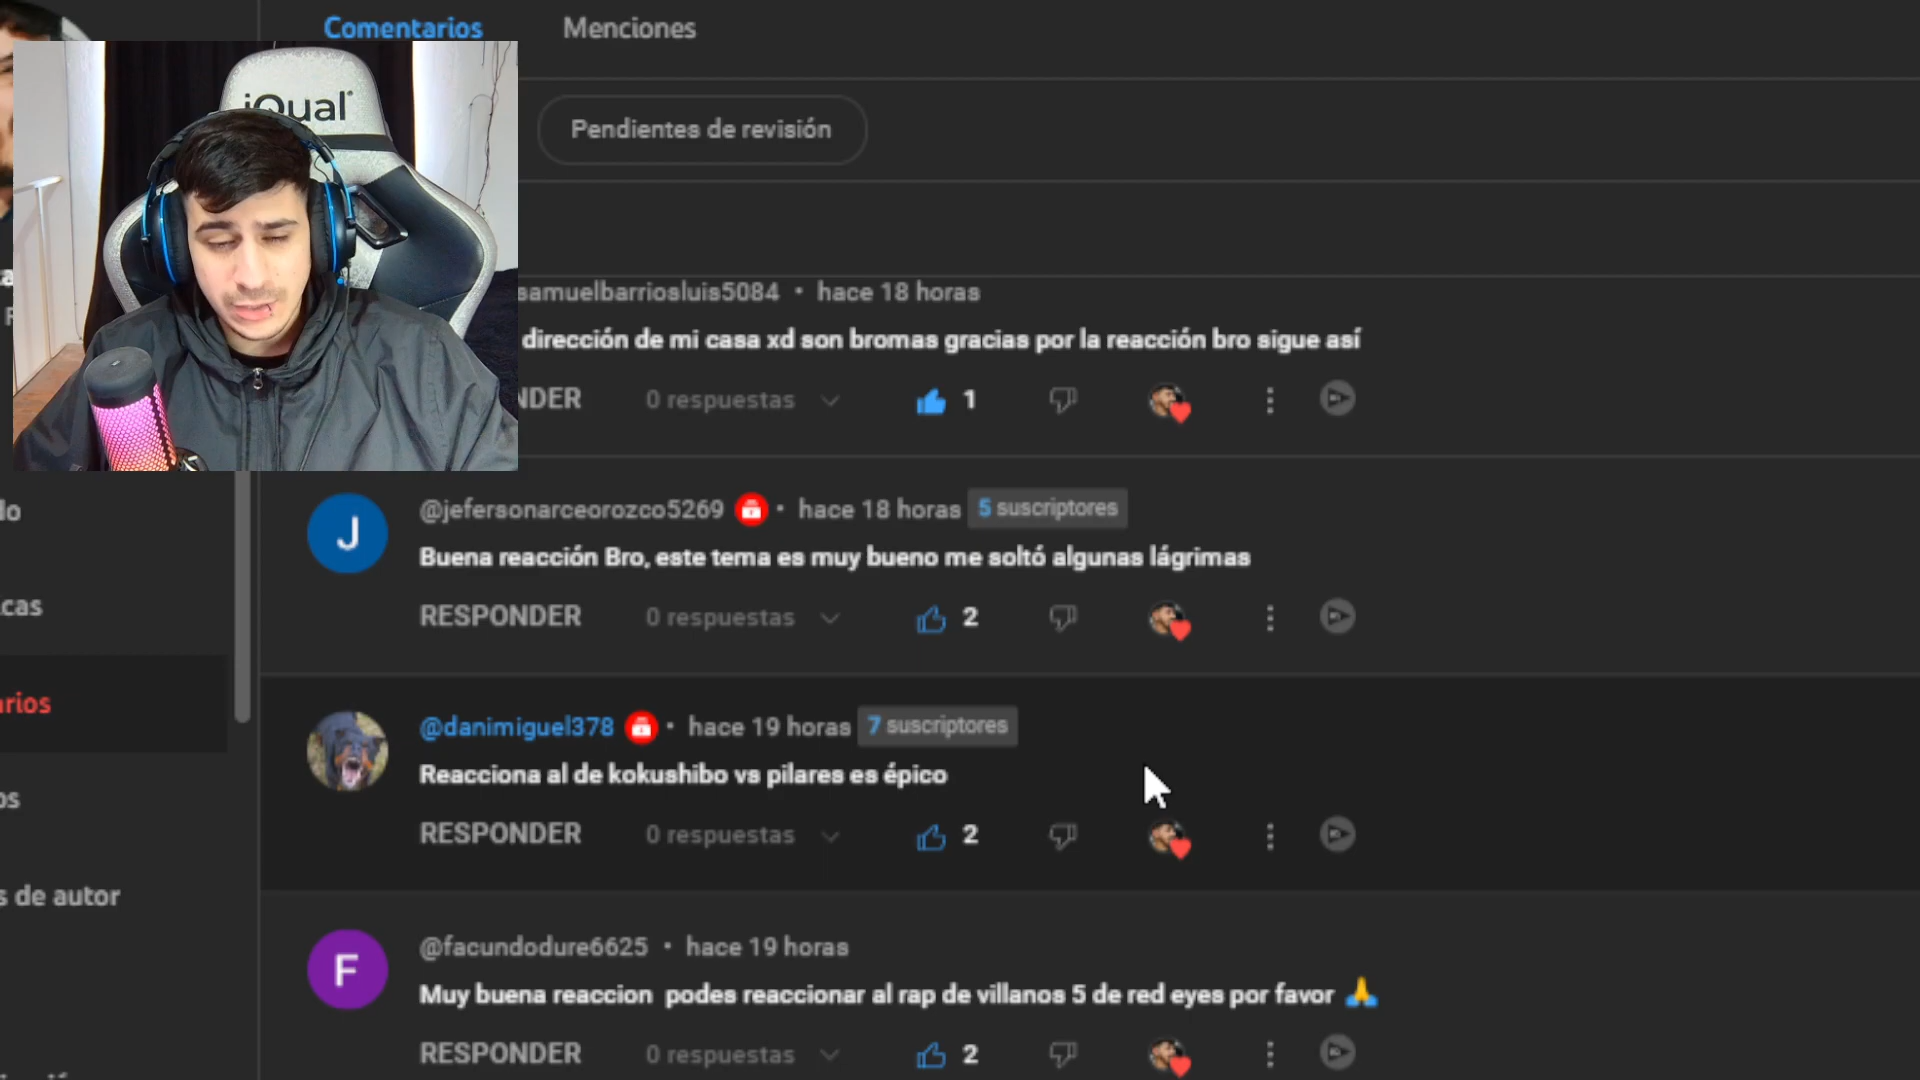 Comentarios
Menciones
iQual
Pendientes de revisión
samuelbarriosluis5084 • hace 18 horas
dirección de mi casa xd son bromas gracias por la reacción bro sigue así
NDER 0 respuestas 1
J
@jefersonarceorozco5269 • hace 18 horas 5 suscriptores
Buena reacción Bro, este tema es muy bueno me soltó algunas lágrimas
RESPONDER 0 respuestas 2
@danimiguel378 • hace 19 horas 7 suscriptores
Reacciona al de kokushibo vs pilares es épico
RESPONDER 0 respuestas 2
F
@facundodure6625 • hace 19 horas
Muy buena reaccion podes reaccionar al rap de villanos 5 de red eyes por favor 🙏
RESPONDER 0 respuestas 2
do
icas
arios
os
s de autor